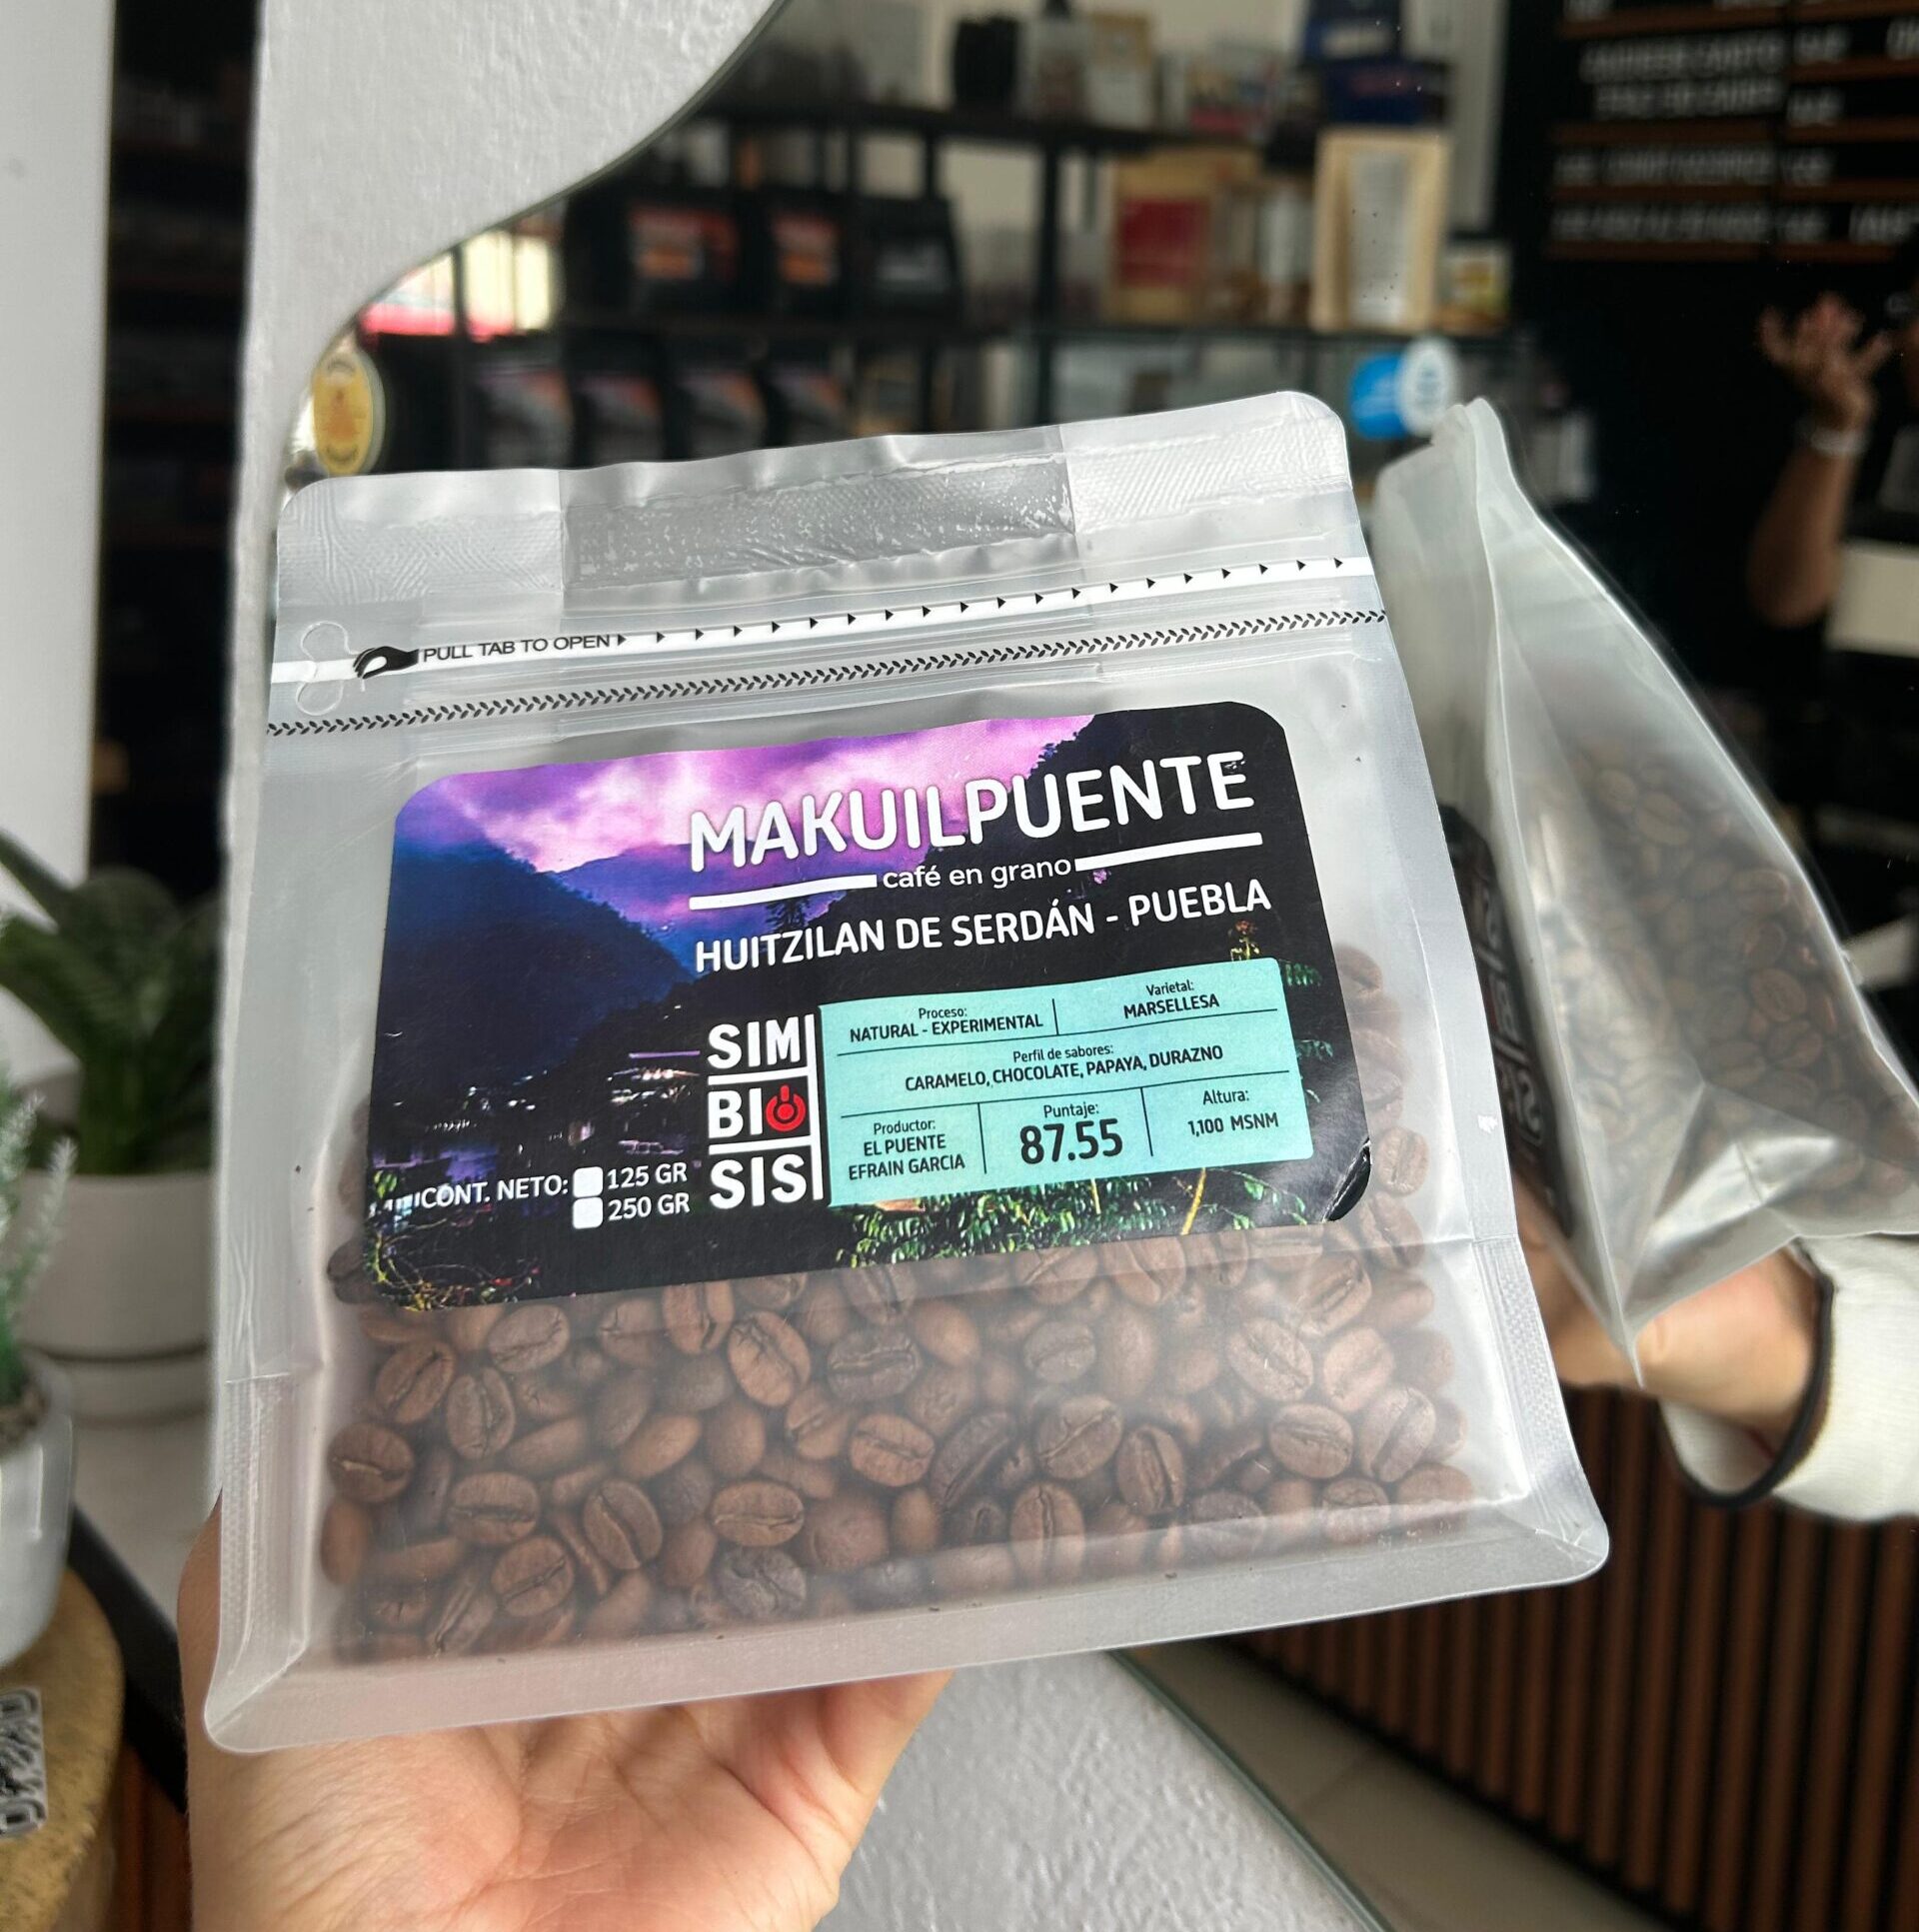 PULL TAB TO OPEN
MAKUILPUENTE
café en grano
HUITZILAN DE SERDÁN - PUEBLA
SIM
BIO
SIS
Proceso:
NATURAL - EXPERIMENTAL
Varietal:
MARSELLESA
Perfil de sabores:
CARAMELO, CHOCOLATE, PAPAYA, DURAZNO
Productor:
EL PUENTE
EFRAIN GARCIA
Puntaje:
87.55
Altura:
1,100 MSNM
CONT. NETO: 125 GR
250 GR